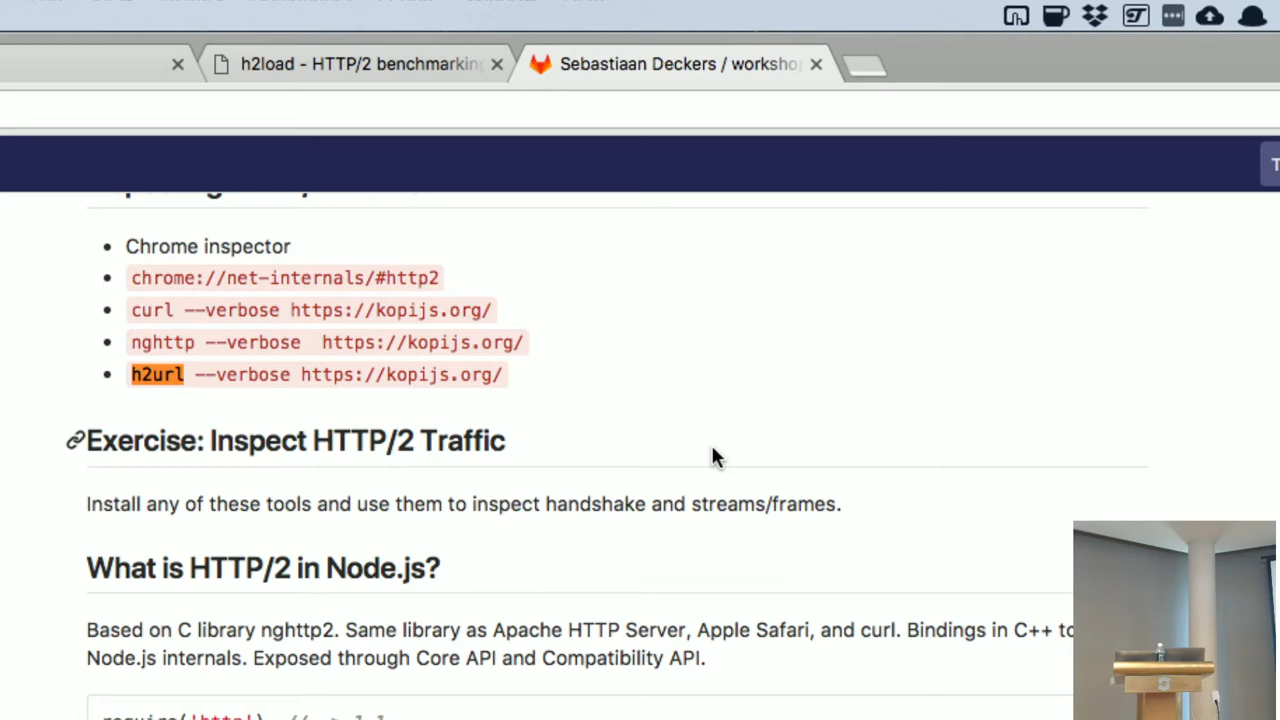 h2load - HTTP/2 benchmarking
Sebastiaan Deckers / worksho
Chrome inspector
chrome://net-internals/#http2
curl --verbose https://kopijs.org/
nghttp --verbose  https://kopijs.org/
h2url --verbose https://kopijs.org/
Exercise: Inspect HTTP/2 Traffic
Install any of these tools and use them to inspect handshake and streams/frames.
What is HTTP/2 in Node.js?
Based on C library nghttp2. Same library as Apache HTTP Server, Apple Safari, and curl. Bindings in C++ to
Node.js internals. Exposed through Core API and Compatibility API.